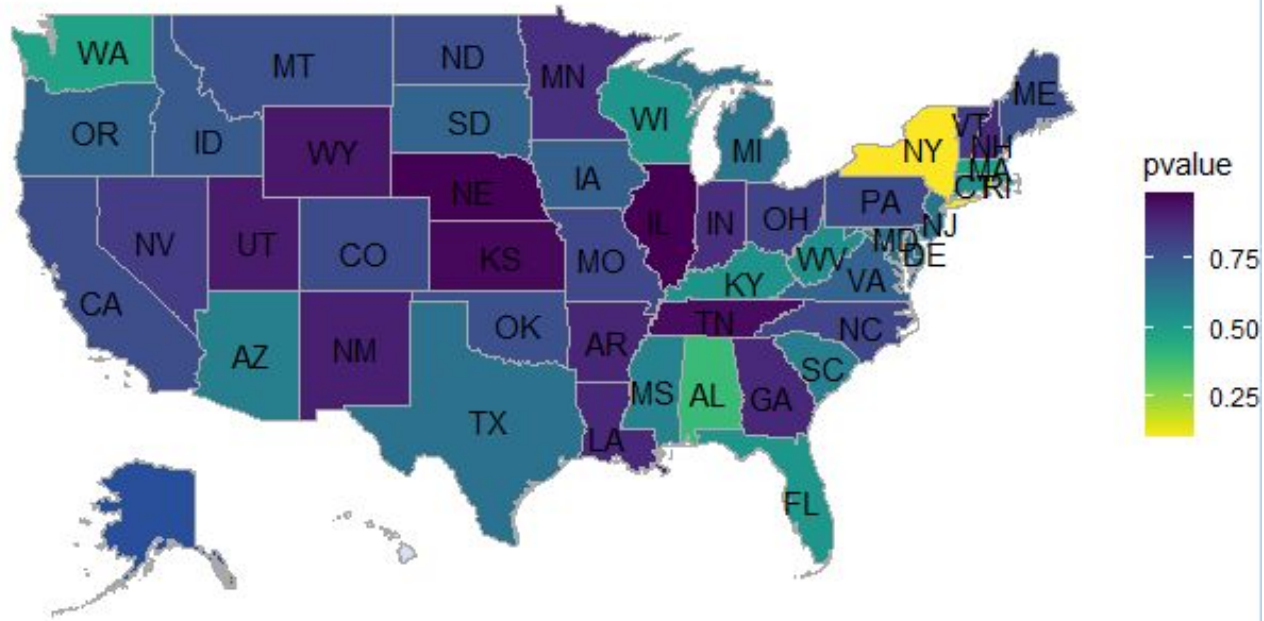 WA
MT
ND
MN
ME
OR
ID
SD
WI
VT
NH
WY
MI
NY
MA
NE
IA
CT
RI
PA
NV
UT
CO
KS
MO
IL
IN
OH
NJ
MD
DE
WV
VA
KY
CA
AZ
NM
OK
AR
TN
NC
SC
TX
MS
AL
GA
LA
FL
pvalue
0.75
0.50
0.25